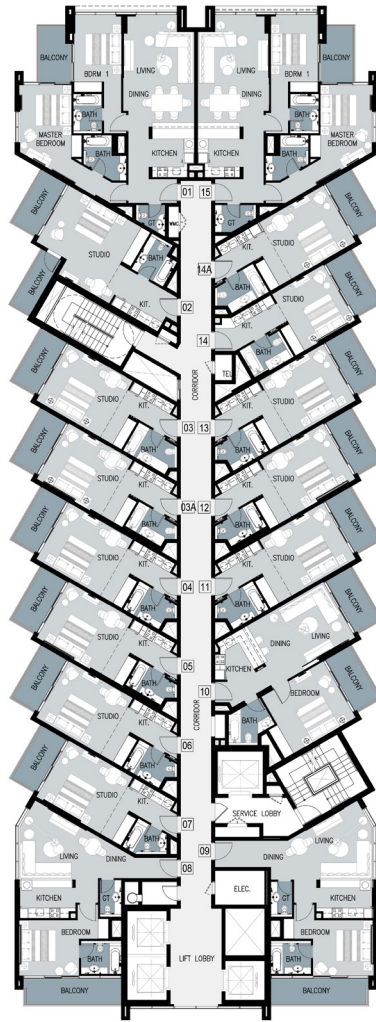 BALCONY
BDRM 1
LIVING
LIVING
BDRM 1
BALCONY
DINING
DINING
MASTER
BEDROOM
BATH
BATH
MASTER
BEDROOM
BATH
KITCHEN
KITCHEN
BATH
01
15
BALCONY
GT
WMC
GT
BALCONY
KIT.
STUDIO
STUDIO
BATH
14A
BALCONY
BATH
BALCONY
STUDIO
KIT.
02
KIT.
14
BATH
BALCONY
CORRIDOR
TEL
BALCONY
STUDIO
KIT.
KIT.
STUDIO
03
13
BATH
BATH
BALCONY
BALCONY
STUDIO
KIT.
KIT.
STUDIO
03A
12
BATH
BATH
BALCONY
BALCONY
STUDIO
KIT.
KIT.
STUDIO
04
11
BATH
BATH
BALCONY
BALCONY
STUDIO
KIT.
DINING
LIVING
05
KITCHEN
BATH
10
BEDROOM
BALCONY
BALCONY
STUDIO
KIT.
CORRIDOR
BATH
06
BATH
BALCONY
STUDIO
KIT.
SERVICE LOBBY
07
BATH
LIVING
DINING
08
09
DINING
LIVING
KITCHEN
GT
ELEC.
GT
KITCHEN
BEDROOM
BEDROOM
BATH
LIFT LOBBY
BATH
BALCONY
BALCONY